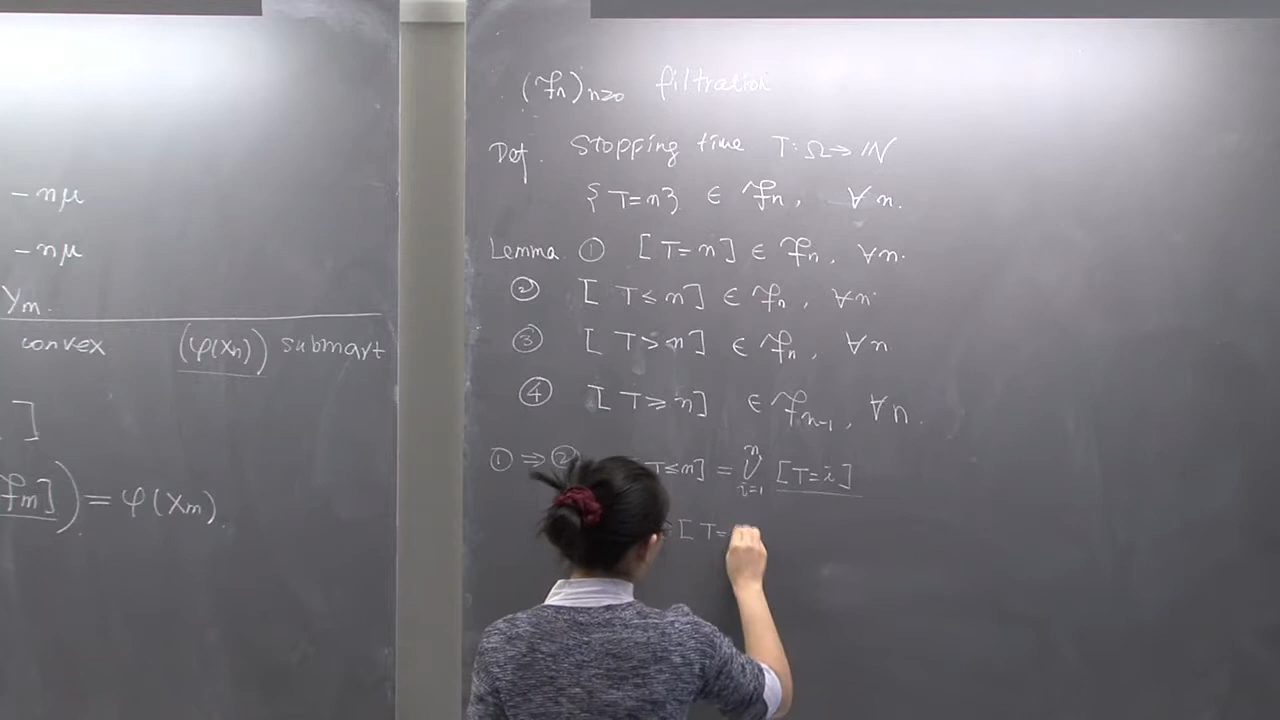 - nμ
- nμ
Ym.
convex (φ(Xn)) submart
]
Fm]) = φ(Xm).
(Fn)n≥0 filtration
Def. Stopping time T: Ω → ℕ
{T=n} ∈ Fn, ∀n.
Lemma ① [T=n] ∈ Fn, ∀n.
② [T≤n] ∈ Fn, ∀n.
③ [T>n] ∈ Fn, ∀n.
④ [T≥n] ∈ Fn-1, ∀n.
① ⇒ ② T≤n] = ∪_{i=1}^{n} [T=i]
[T=